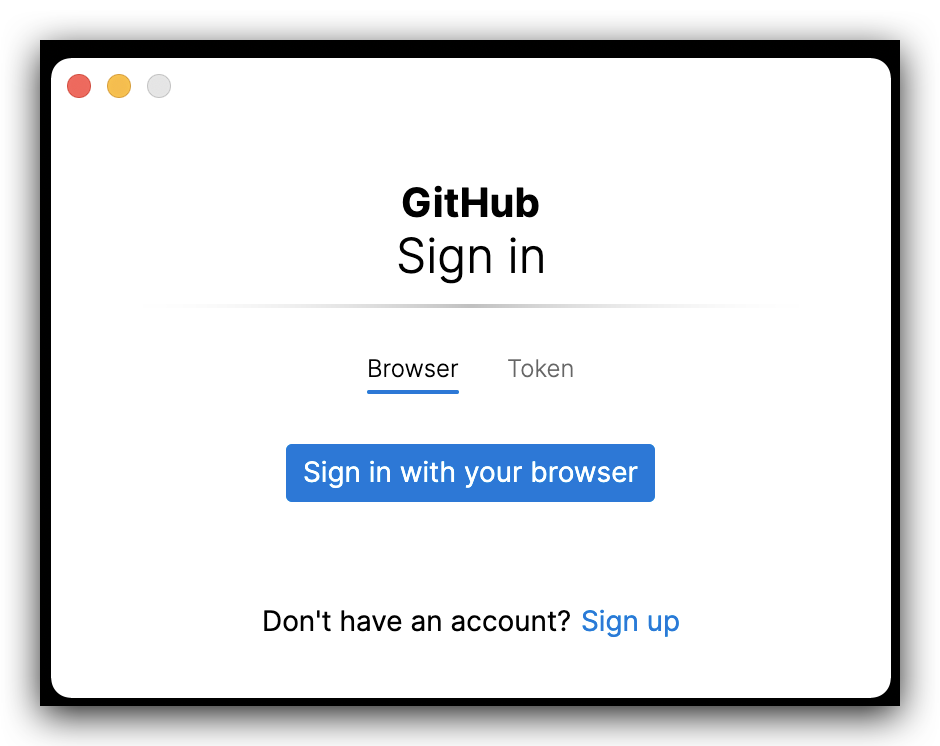 GitHub
Sign in
Browser Token
Sign in with your browser
Don't have an account? Sign up